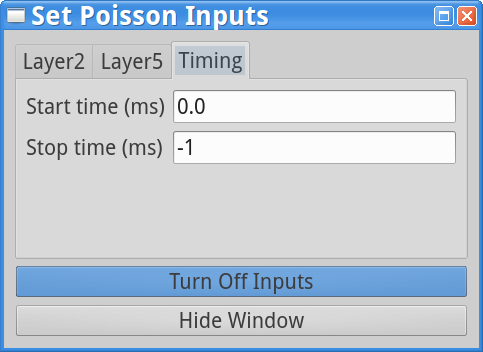 Set Poisson Inputs
Layer2 Layer5 Timing
Start time (ms) 0.0
Stop time (ms) -1
Turn Off Inputs
Hide Window